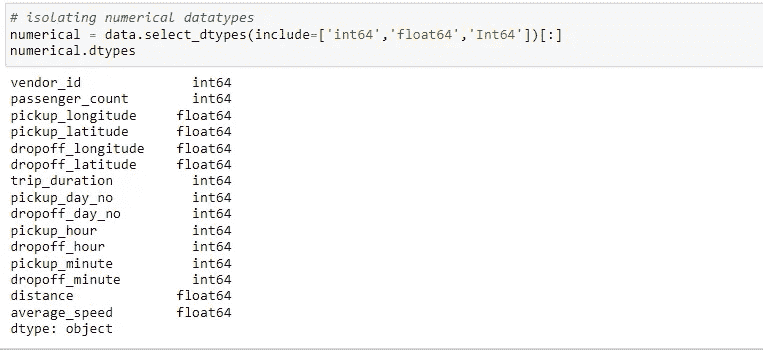 # isolating numerical datatypes
numerical = data.select_dtypes(include=['int64','float64','Int64'])[:]
numerical.dtypes
vendor_id int64
passenger_count int64
pickup_longitude float64
pickup_latitude float64
dropoff_longitude float64
dropoff_latitude float64
trip_duration int64
pickup_day_no int64
dropoff_day_no int64
pickup_hour int64
dropoff_hour int64
pickup_minute int64
dropoff_minute int64
distance float64
average_speed float64
dtype: object